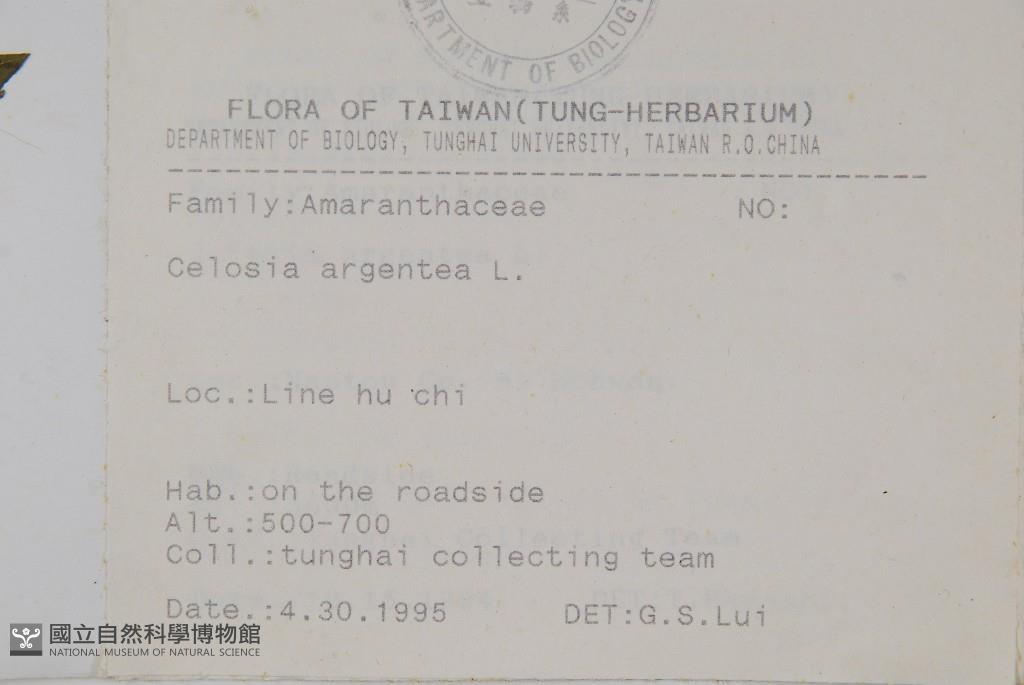 DEPARTMENT OF BIOLOGY
FLORA OF TAIWAN(TUNG-HERBARIUM)
DEPARTMENT OF BIOLOGY, TUNGHAI UNIVERSITY, TAIWAN R.O.CHINA
Family:Amaranthaceae NO:
Celosia argentea L.
Loc.:Line hu chi
Hab.:on the roadside
Alt.:500-700
Coll.:tunghai collecting team
Date.:4.30.1995 DET:G.S.Lui
國立自然科學博物館
NATIONAL MUSEUM OF NATURAL SCIENCE